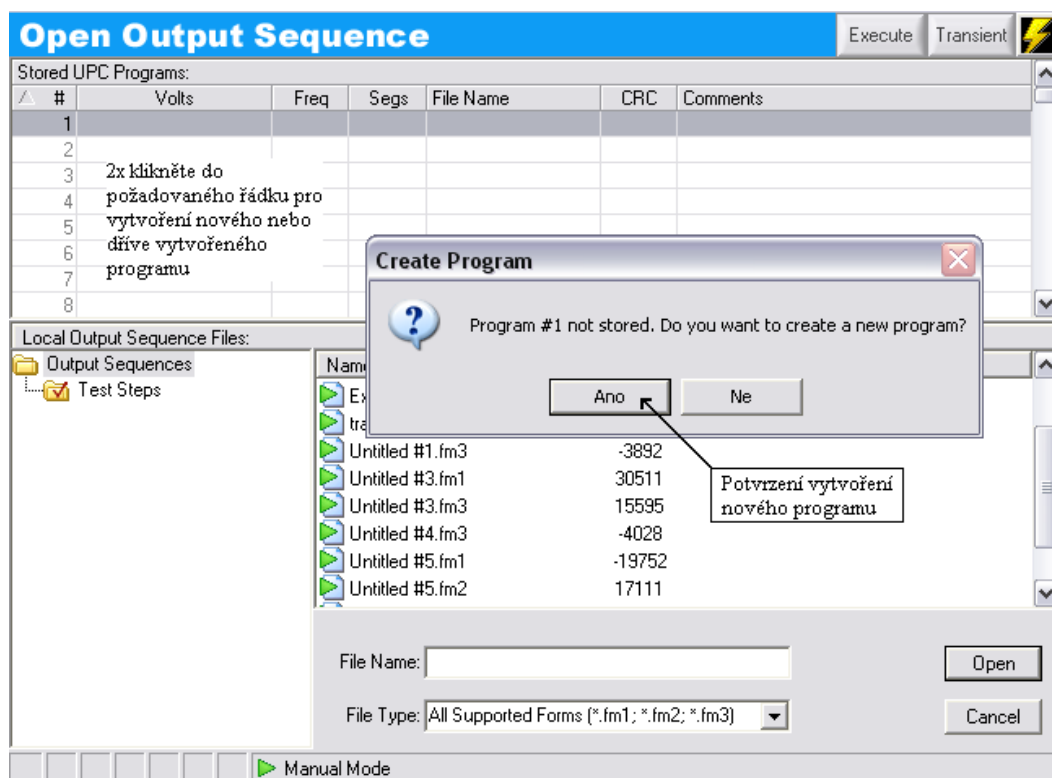 Open Output Sequence
Execute
Transient
Stored UPC Programs:
# Volts Freq Segs File Name CRC Comments
1
2
3
4
5
6
7
8
2x klikněte do
požadovaného řádku pro
vytvoření nového nebo
dříve vytvořeného
programu
Create Program
Program #1 not stored. Do you want to create a new program?
Ano
Ne
Potvrzení vytvoření
nového programu
Local Output Sequence Files:
Output Sequences
Test Steps
Untitled #1.fm3 -3892
Untitled #3.fm1 30511
Untitled #3.fm3 15595
Untitled #4.fm3 -4028
Untitled #5.fm1 -19752
Untitled #5.fm2 17111
File Name:
Open
File Type: All Supported Forms (*.fm1; *.fm2; *.fm3)
Cancel
Manual Mode